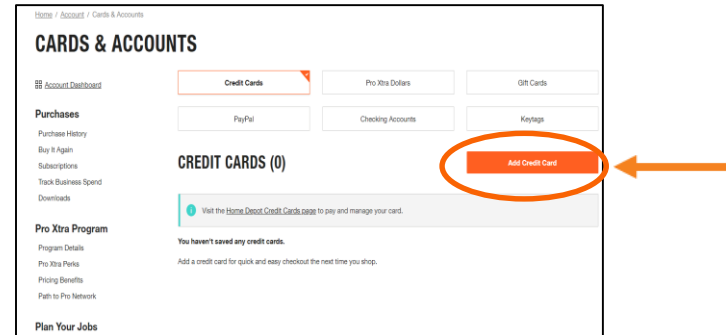 Home / Account / Cards & Accounts
CARDS & ACCOUNTS
Account Dashboard
Purchases
Purchase History
Buy It Again
Subscriptions
Track Business Spend
Downloads
Pro Xtra Program
Program Details
Pro Xtra Perks
Pricing Benefits
Path to Pro Network
Plan Your Jobs
Credit Cards
Pro Xtra Dollars
Gift Cards
PayPal
Checking Accounts
Keytags
CREDIT CARDS (0)
Add Credit Card
Visit the Home Depot Credit Cards page to pay and manage your card.
You haven't saved any credit cards.
Add a credit card for quick and easy checkout the next time you shop.